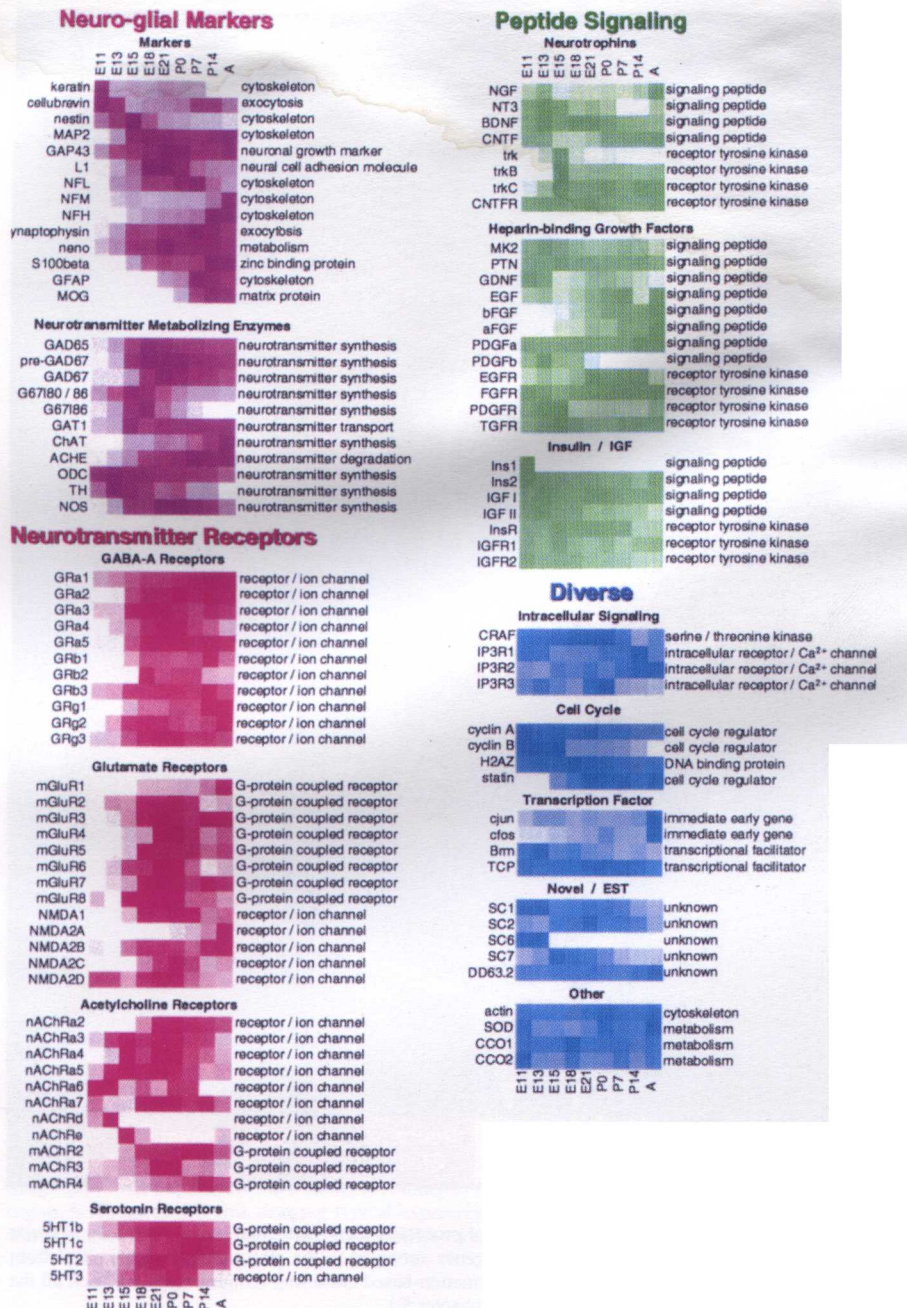 Neuro-glial Markers
Markers
E11 E13 E15 E18 E21 P0 P7 P14 A
keratin cytoskeleton
cellubrevin exocytosis
nestin cytoskeleton
MAP2 cytoskeleton
GAP43 neuronal growth marker
L1 neural cell adhesion molecule
NFL cytoskeleton
NFM cytoskeleton
NFH cytoskeleton
ynaptophysin exocytosis
neno metabolism
S100beta zinc binding protein
GFAP cytoskeleton
MOG matrix protein
Neurotransmitter Metabolizing Enzymes
GAD65 neurotransmitter synthesis
pre-GAD67 neurotransmitter synthesis
GAD67 neurotransmitter synthesis
G67I80 / 86 neurotransmitter synthesis
G67I86 neurotransmitter synthesis
GAT1 neurotransmitter transport
ChAT neurotransmitter synthesis
ACHE neurotransmitter degradation
ODC neurotransmitter synthesis
TH neurotransmitter synthesis
NOS neurotransmitter synthesis
Neurotransmitter Receptors
GABA-A Receptors
GRa1 receptor / ion channel
GRa2 receptor / ion channel
GRa3 receptor / ion channel
GRa4 receptor / ion channel
GRa5 receptor / ion channel
GRb1 receptor / ion channel
GRb2 receptor / ion channel
GRb3 receptor / ion channel
GRg1 receptor / ion channel
GRg2 receptor / ion channel
GRg3 receptor / ion channel
Glutamate Receptors
mGluR1 G-protein coupled receptor
mGluR2 G-protein coupled receptor
mGluR3 G-protein coupled receptor
mGluR4 G-protein coupled receptor
mGluR5 G-protein coupled receptor
mGluR6 G-protein coupled receptor
mGluR7 G-protein coupled receptor
mGluR8 G-protein coupled receptor
NMDA1 receptor / ion channel
NMDA2A receptor / ion channel
NMDA2B receptor / ion channel
NMDA2C receptor / ion channel
NMDA2D receptor / ion channel
Acetylcholine Receptors
nAChRa2 receptor / ion channel
nAChRa3 receptor / ion channel
nAChRa4 receptor / ion channel
nAChRa5 receptor / ion channel
nAChRa6 receptor / ion channel
nAChRa7 receptor / ion channel
nAChRd receptor / ion channel
nAChRe receptor / ion channel
mAChR2 G-protein coupled receptor
mAChR3 G-protein coupled receptor
mAChR4 G-protein coupled receptor
Serotonin Receptors
5HT1b G-protein coupled receptor
5HT1c G-protein coupled receptor
5HT2 G-protein coupled receptor
5HT3 receptor / ion channel
E11 E13 E15 E18 E21 P0 P7 P14 A
Peptide Signaling
Neurotrophins
E11 E13 E15 E18 E21 P0 P7 P14 A
NGF signaling peptide
NT3 signaling peptide
BDNF signaling peptide
CNTF signaling peptide
trk receptor tyrosine kinase
trkB receptor tyrosine kinase
trkC receptor tyrosine kinase
CNTFR receptor tyrosine kinase
Heparin-binding Growth Factors
MK2 signaling peptide
PTN signaling peptide
GDNF signaling peptide
EGF signaling peptide
bFGF signaling peptide
aFGF signaling peptide
PDGFa signaling peptide
PDGFb signaling peptide
EGFR receptor tyrosine kinase
FGFR receptor tyrosine kinase
PDGFR receptor tyrosine kinase
TGFR receptor tyrosine kinase
Insulin / IGF
Ins1 signaling peptide
Ins2 signaling peptide
IGF I signaling peptide
IGF II signaling peptide
InsR receptor tyrosine kinase
IGFR1 receptor tyrosine kinase
IGFR2 receptor tyrosine kinase
Diverse
Intracellular Signaling
CRAF serine / threonine kinase
IP3R1 intracellular receptor / Ca²⁺ channel
IP3R2 intracellular receptor / Ca²⁺ channel
IP3R3 intracellular receptor / Ca²⁺ channel
Cell Cycle
cyclin A cell cycle regulator
cyclin B cell cycle regulator
H2AZ DNA binding protein
statin cell cycle regulator
Transcription Factor
cjun immediate early gene
cfos immediate early gene
Brm transcriptional facilitator
TCP transcriptional facilitator
Novel / EST
SC1 unknown
SC2 unknown
SC6 unknown
SC7 unknown
DD63.2 unknown
Other
actin cytoskeleton
SOD metabolism
CCO1 metabolism
CCO2 metabolism
E11 E13 E15 E18 E21 P0 P7 P14 A